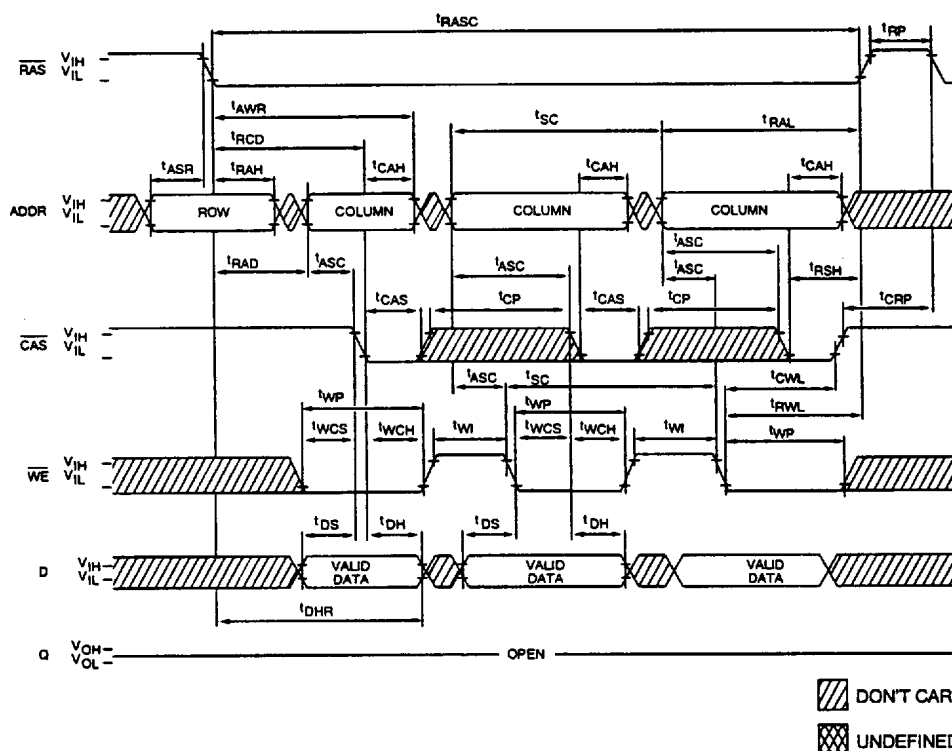 tRASC
tRP
RAS VIH
VIL
tAWR
tRCD
tSC
tRAL
tASR
tRAH
tCAH
tCAH
tCAH
ADDR VIH
VIL
ROW
COLUMN
COLUMN
COLUMN
tRAD
tASC
tASC
tASC
tASC
tRSH
tCAS
tCP
tCAS
tCP
tCRP
CAS VIH
VIL
tWP
tASC
tSC
tCWL
tWP
tRWL
tWCS
tWCH
tWI
tWCS
tWCH
tWI
tWP
WE VIH
VIL
tDS
tDH
tDS
tDH
D VIH
VIL
VALID DATA
VALID DATA
VALID DATA
tDHR
Q VOH
VOL
OPEN
DON'T CAR
UNDEFINED